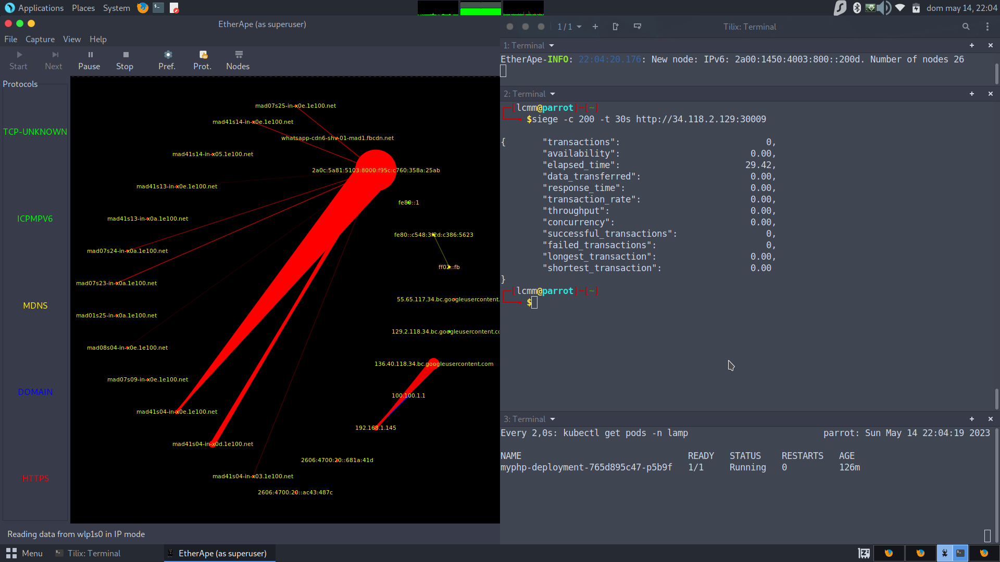 Applications Places System
dom may 14, 22:04
EtherApe (as superuser)
File Capture View Help
Start Next Pause Stop Pref. Prot. Nodes
Protocols
TCP-UNKNOWN
ICPMPV6
MDNS
DOMAIN
HTTPS
mad07s25-in-x0e.1e100.net
mad41s14-in-x0e.1e100.net
whatsapp-cdn6-shv-01-mad1.fbcdn.net
mad41s14-in-x05.1e100.net
2a0c:5a81:5103:8000:f95c:c760:358a:25ab
mad41s13-in-x0e.1e100.net
fe80::1
mad41s13-in-x0a.1e100.net
fe80::c548:3f2d:c386:5623
mad07s24-in-x0a.1e100.net
ff02::fb
mad07s23-in-x0a.1e100.net
55.65.117.34.bc.googleusercontent.
mad01s25-in-x0a.1e100.net
129.2.118.34.bc.googleusercontent.co
mad08s04-in-x0e.1e100.net
136.40.118.34.bc.googleusercontent.com
mad07s09-in-x0e.1e100.net
100.100.1.1
mad41s04-in-x0e.1e100.net
192.168.1.145
mad41s04-in-x0d.1e100.net
2606:4700:20::681a:41d
mad41s04-in-x03.1e100.net
2606:4700:20::ac43:487c
Reading data from wlp1s0 in IP mode
1 / 1
Tilix: Terminal
1: Terminal
EtherApe-INFO: 22:04:20.176: New node: IPv6: 2a00:1450:4003:800::200d. Number of nodes 26
2: Terminal
[lcmm@parrot]-[~]
$siege -c 200 -t 30s http://34.118.2.129:30009
{ "transactions": 0,
"availability": 0.00,
"elapsed_time": 29.42,
"data_transferred": 0.00,
"response_time": 0.00,
"transaction_rate": 0.00,
"throughput": 0.00,
"concurrency": 0.00,
"successful_transactions": 0,
"failed_transactions": 0,
"longest_transaction": 0.00,
"shortest_transaction": 0.00
}
[lcmm@parrot]-[~]
$
3: Terminal
Every 2,0s: kubectl get pods -n lamp parrot: Sun May 14 22:04:19 2023
NAME READY STATUS RESTARTS AGE
myphp-deployment-765d895c47-p5b9f 1/1 Running 0 126m
Menu Tilix: Terminal EtherApe (as superuser)